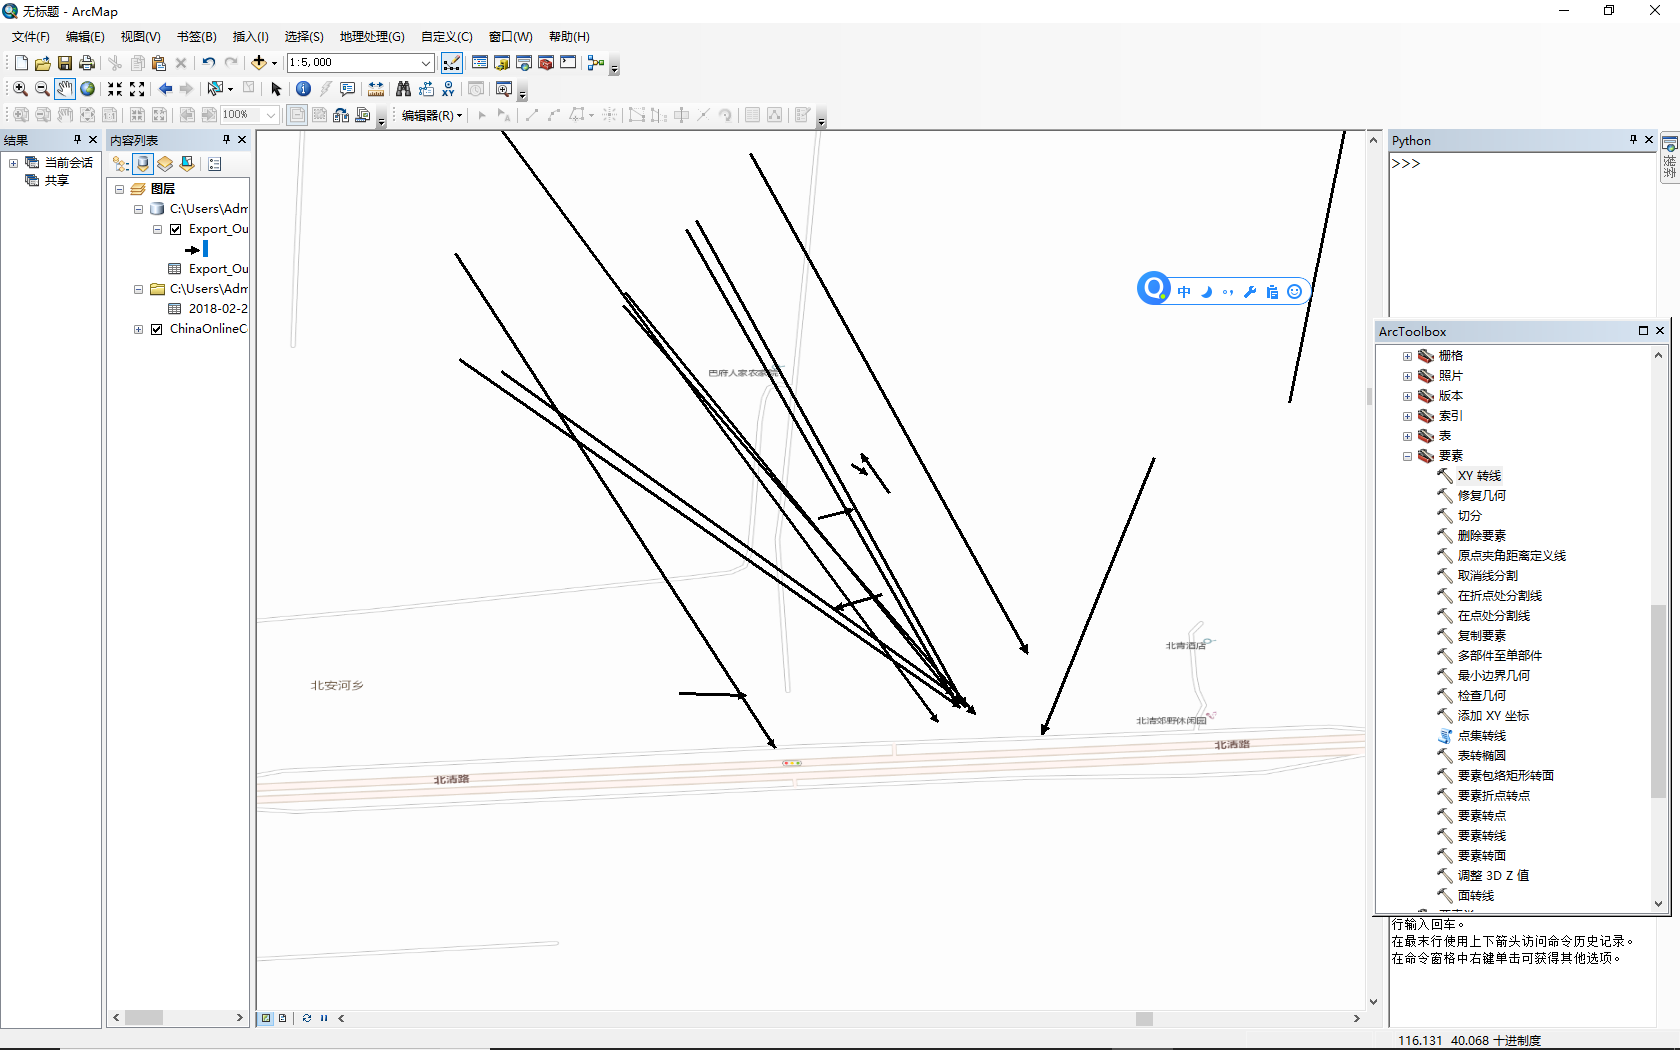 无标题 - ArcMap
文件(F) 编辑(E) 视图(V) 书签(B) 插入(I) 选择(S) 地理处理(G) 自定义(C) 窗口(W) 帮助(H)
1:5,000
100%
编辑器(R)
结果
当前会话
共享
内容列表
图层
C:\Users\Adm
Export_Ou
Export_Ou
C:\Users\Adm
2018-02-2
ChinaOnlineC
巴府人家农家院
北安河乡
北青酒店
北清郊野休闲园
北清路
北清路
中
Python
>>>
ArcToolbox
栅格
照片
版本
索引
表
要素
XY 转线
修复几何
切分
删除要素
原点夹角距离定义线
取消线分割
在折点处分割线
在点处分割线
复制要素
多部件至单部件
最小边界几何
检查几何
添加 XY 坐标
点集转线
表转椭圆
要素包络矩形转面
要素折点转点
要素转点
要素转线
要素转面
调整 3D Z 值
面转线
行输入回车。
在最末行使用上下箭头访问命令历史记录。
在命令窗格中右键单击可获得其他选项。
116.131 40.068 十进制度